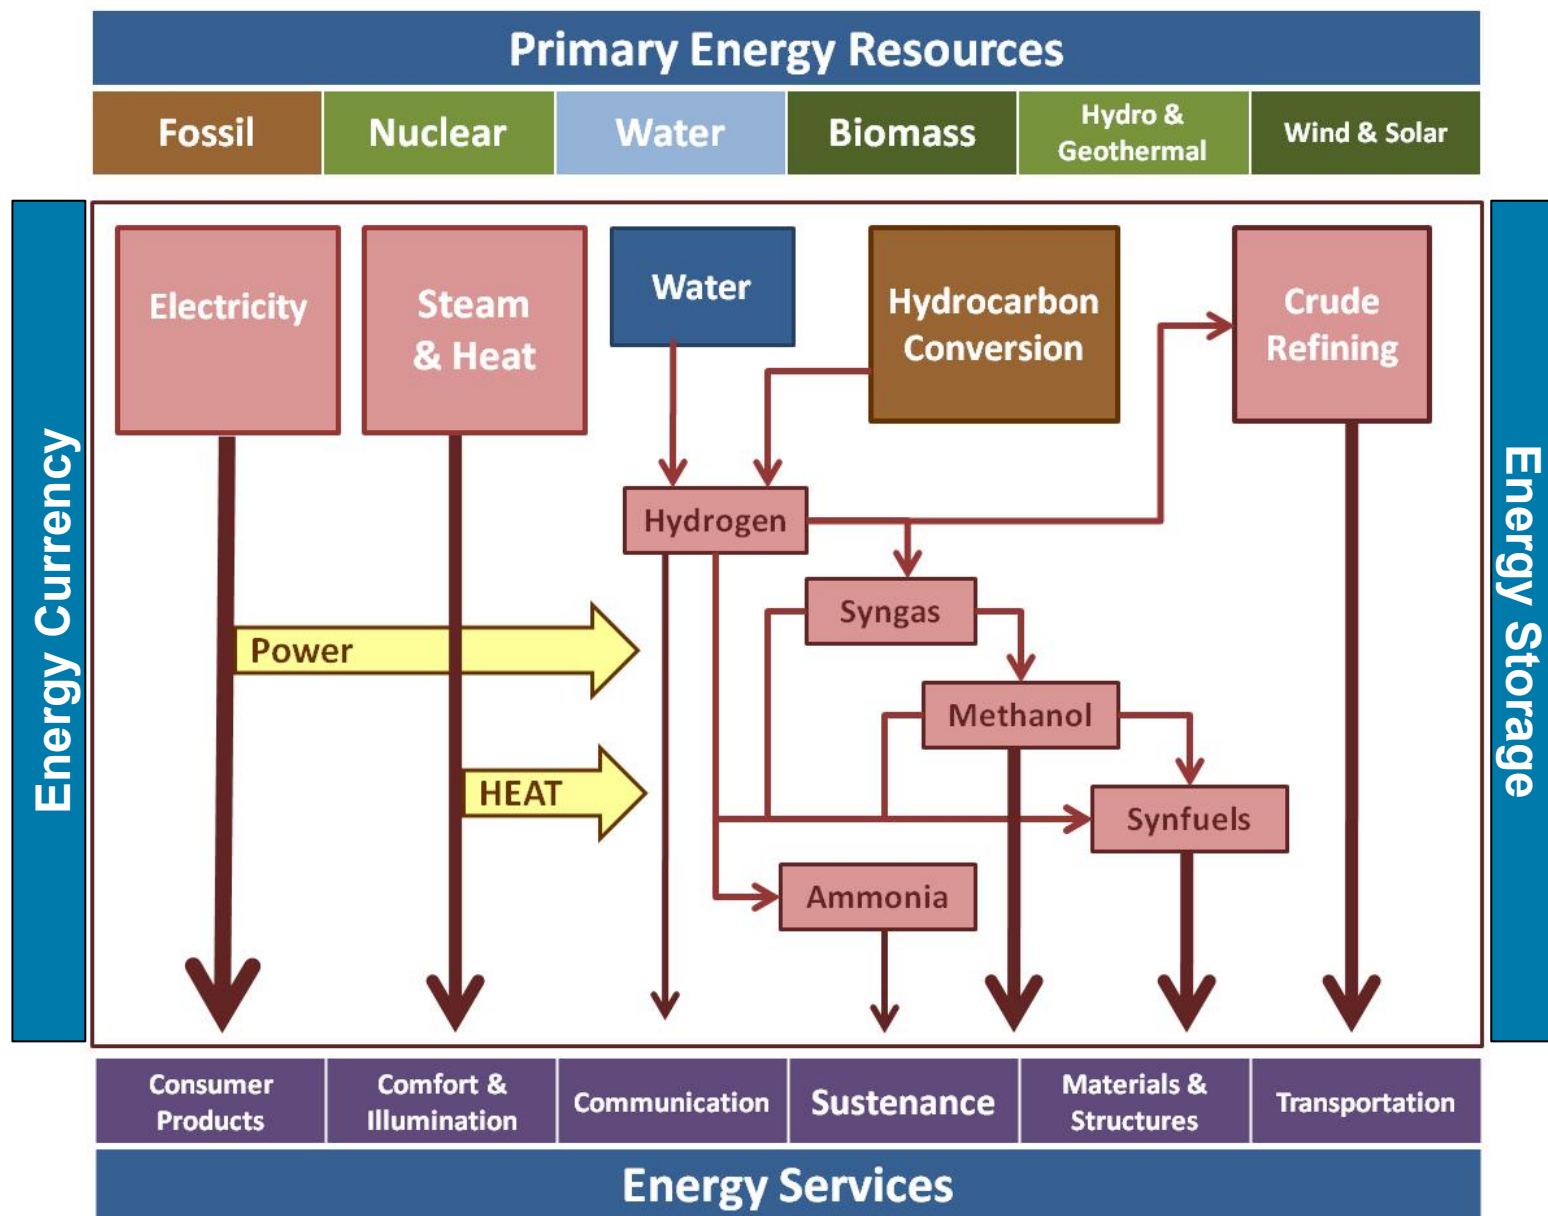 Primary Energy Resources
Fossil
Nuclear
Water
Biomass
Hydro &
Geothermal
Wind & Solar
Energy Currency
Electricity
Steam
& Heat
Water
Hydrocarbon
Conversion
Crude
Refining
Energy Storage
Hydrogen
Syngas
Power
Methanol
HEAT
Synfuels
Ammonia
Consumer
Products
Comfort &
Illumination
Communication
Sustenance
Materials &
Structures
Transportation
Energy Services